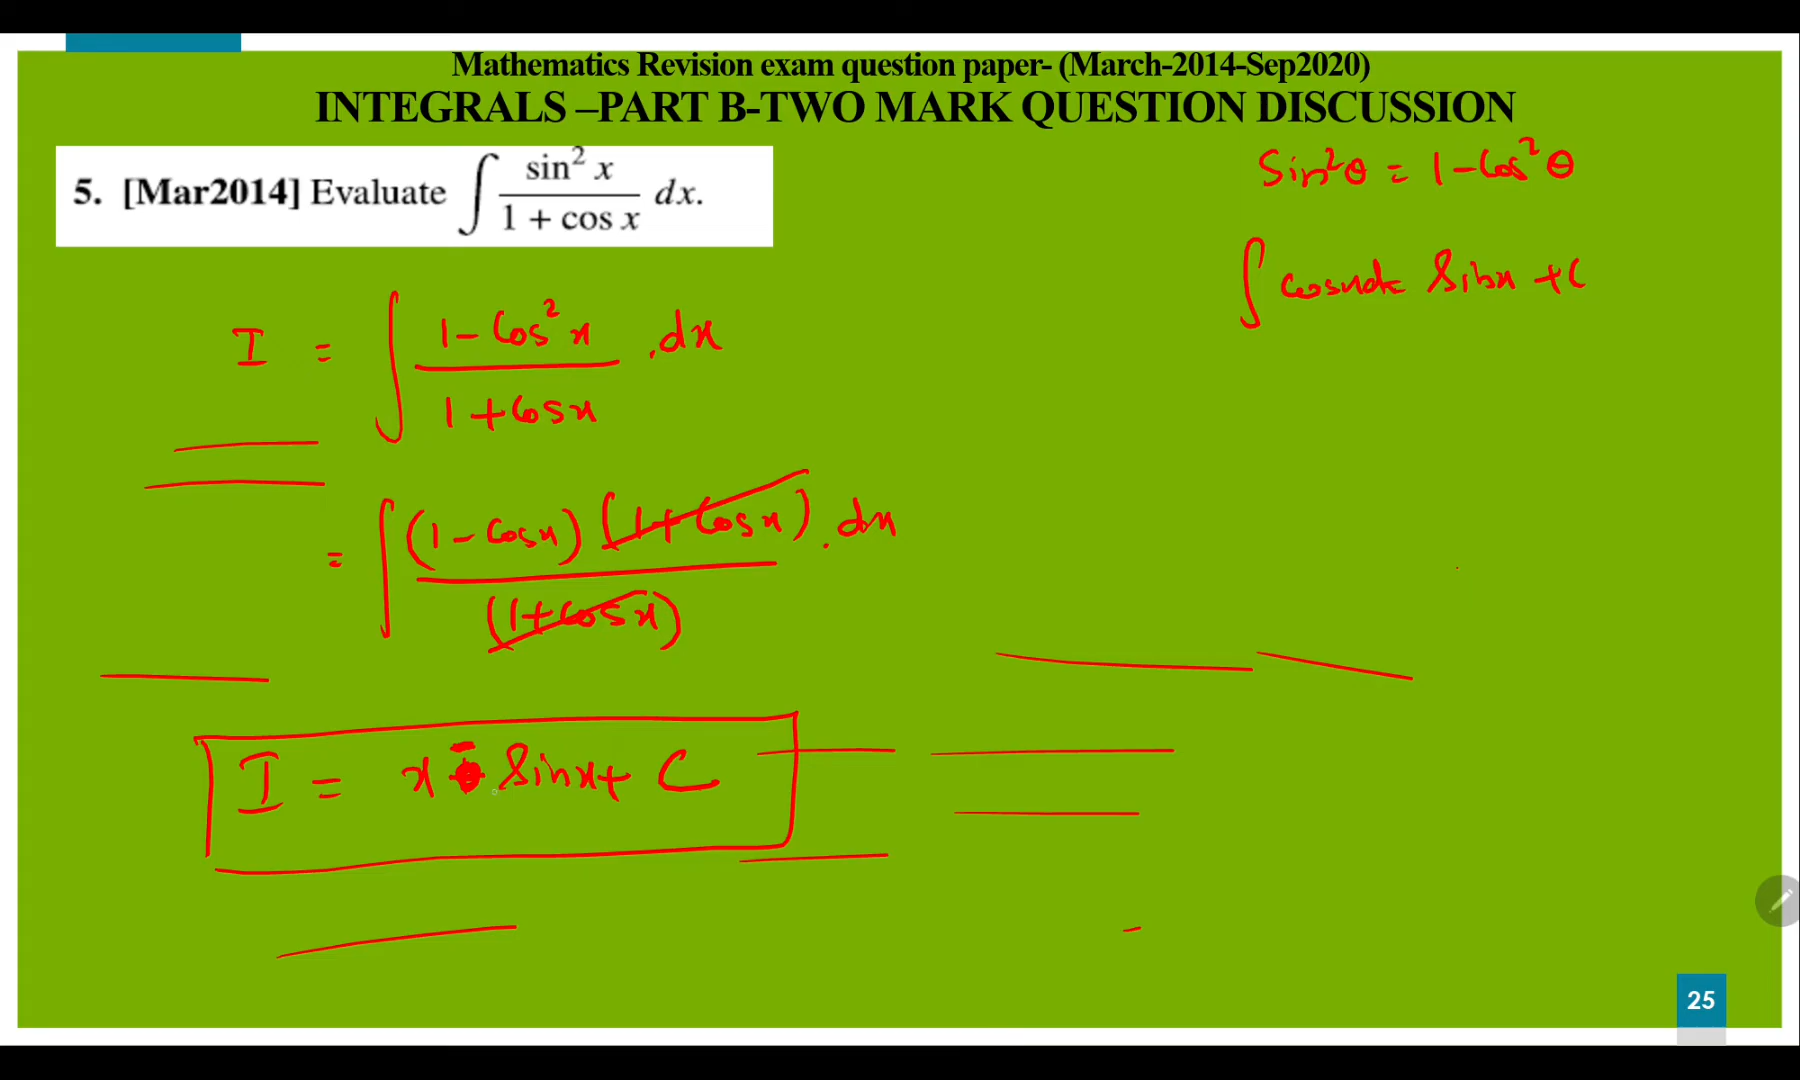 Mathematics Revision exam question paper- (March-2014-Sep2020)
INTEGRALS –PART B-TWO MARK QUESTION DISCUSSION
5. [Mar2014] Evaluate ∫ sin² x / 1 + cos x dx.
Sin²θ = 1 - Cos²θ
∫ cosx dx Sinx + C
I = ∫ 1 - Cos²x / 1 + Cosx . dx
= ∫ (1 - Cosx) (1 + Cosx) / (1 + Cosx) . dx
I = x - Sinx + C
25